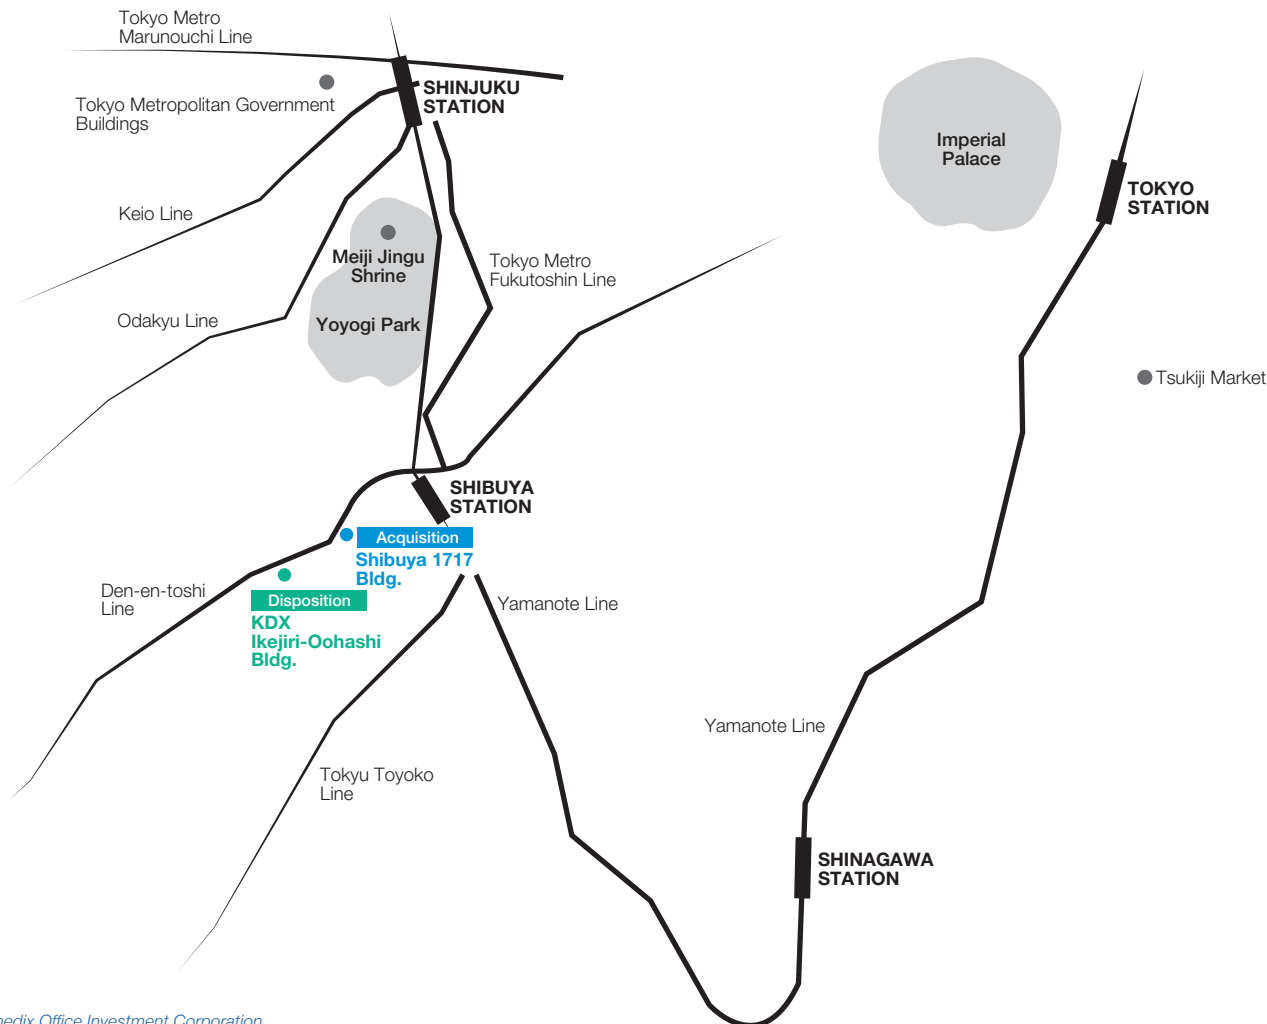 Tokyo Metro
Marunouchi Line
SHINJUKU
STATION
Tokyo Metropolitan Government
Buildings
Imperial
Palace
TOKYO
STATION
Keio Line
Meiji Jingu
Shrine
Tokyo Metro
Fukutoshin Line
Odakyu Line
Yoyogi Park
Tsukiji Market
SHIBUYA
STATION
Acquisition
Shibuya 1717
Bldg.
Den-en-toshi
Line
Disposition
KDX
Ikejiri-Oohashi
Bldg.
Yamanote Line
Yamanote Line
Tokyu Toyoko
Line
SHINAGAWA
STATION
Office Investment Corporation